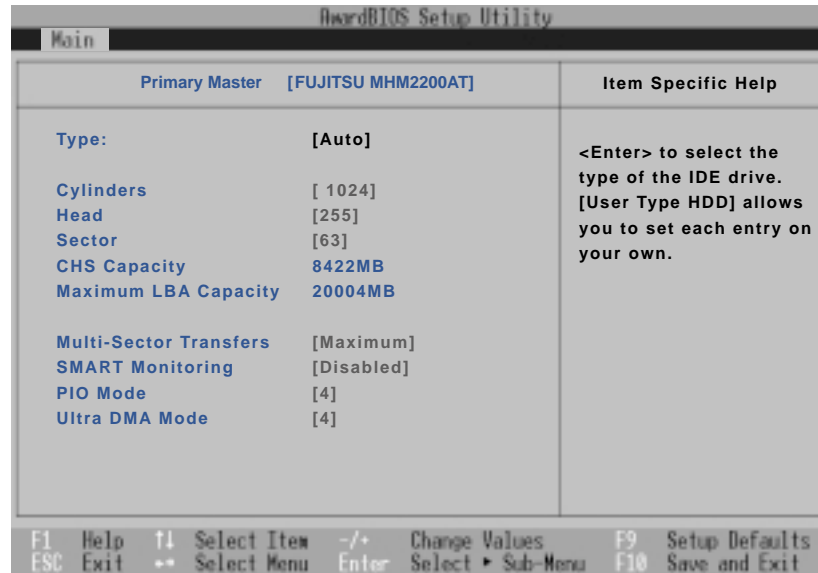 AwardBIOS Setup Utility
Main
Primary Master [FUJITSU MHM2200AT]
Item Specific Help
Type: [Auto]
Cylinders [ 1024]
Head [255]
Sector [63]
CHS Capacity 8422MB
Maximum LBA Capacity 20004MB
Multi-Sector Transfers [Maximum]
SMART Monitoring [Disabled]
PIO Mode [4]
Ultra DMA Mode [4]
<Enter> to select the
type of the IDE drive.
[User Type HDD] allows
you to set each entry on
your own.
F1 Help ↑↓ Select Item -/+ Change Values F9 Setup Defaults
ESC Exit ←→ Select Menu Enter Select ▸ Sub-Menu F10 Save and Exit